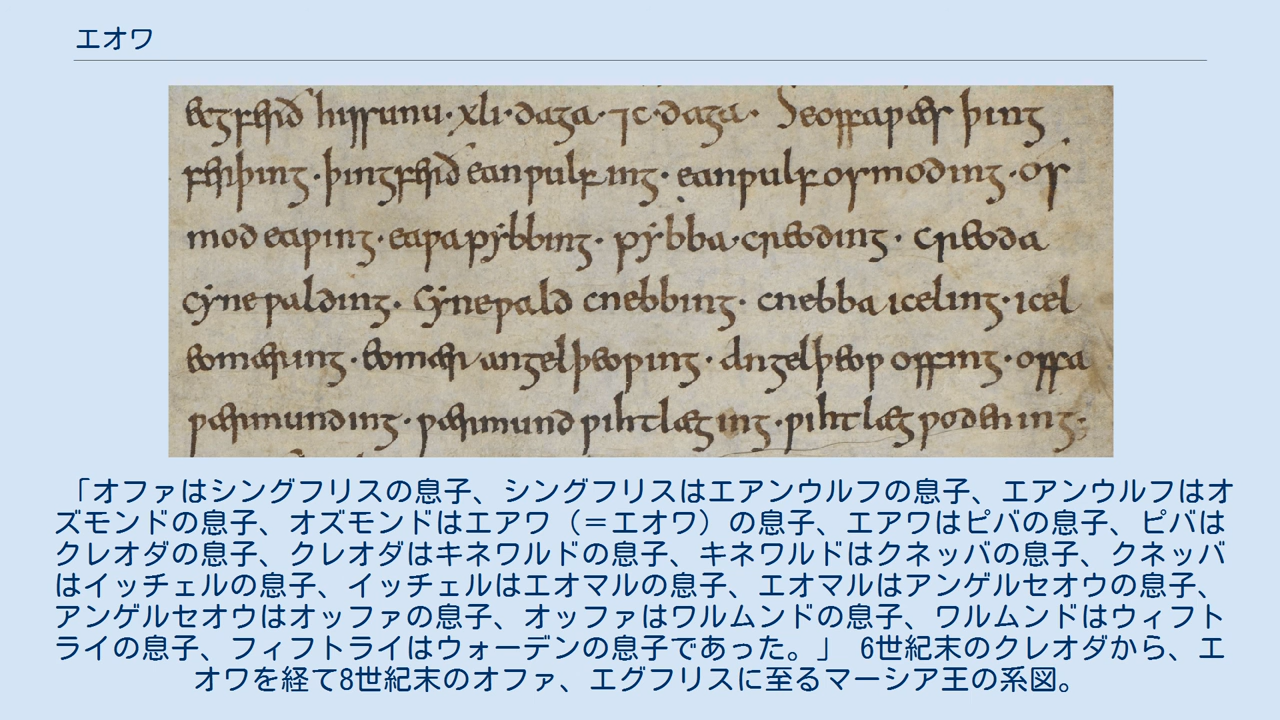 エオワ
ecgferhið his sunu · xli · daga · ⁊ c · daga · Se offa wæs þing
ferhþing · þingferhð eanwulfing · eanwulf osmoding · os
mod eawing · eawa pybbing · pybba creoding · creoda
cynewalding · cynewald cnebbing · cnebba iceling · icel
eomæring · eomær angelþeowing · angelþeow offing · offa
wærmunding · wærmund wihtlæging · wihtlæg wodening ·
「オファはシングフリスの息子、シングフリスはエアンウルフの息子、エアンウルフはオ
ズモンドの息子、オズモンドはエアワ（＝エオワ）の息子、エアワはピバの息子、ピバは
クレオダの息子、クレオダはキネワルドの息子、キネワルドはクネッバの息子、クネッバ
はイッチェルの息子、イッチェルはエオマルの息子、エオマルはアンゲルセオウの息子、
アンゲルセオウはオッファの息子、オッファはワルムンドの息子、ワルムンドはウィフト
ライの息子、フィフトライはウォーデンの息子であった。」 6世紀末のクレオダから、エ
オワを経て8世紀末のオファ、エグフリスに至るマーシア王の系図。